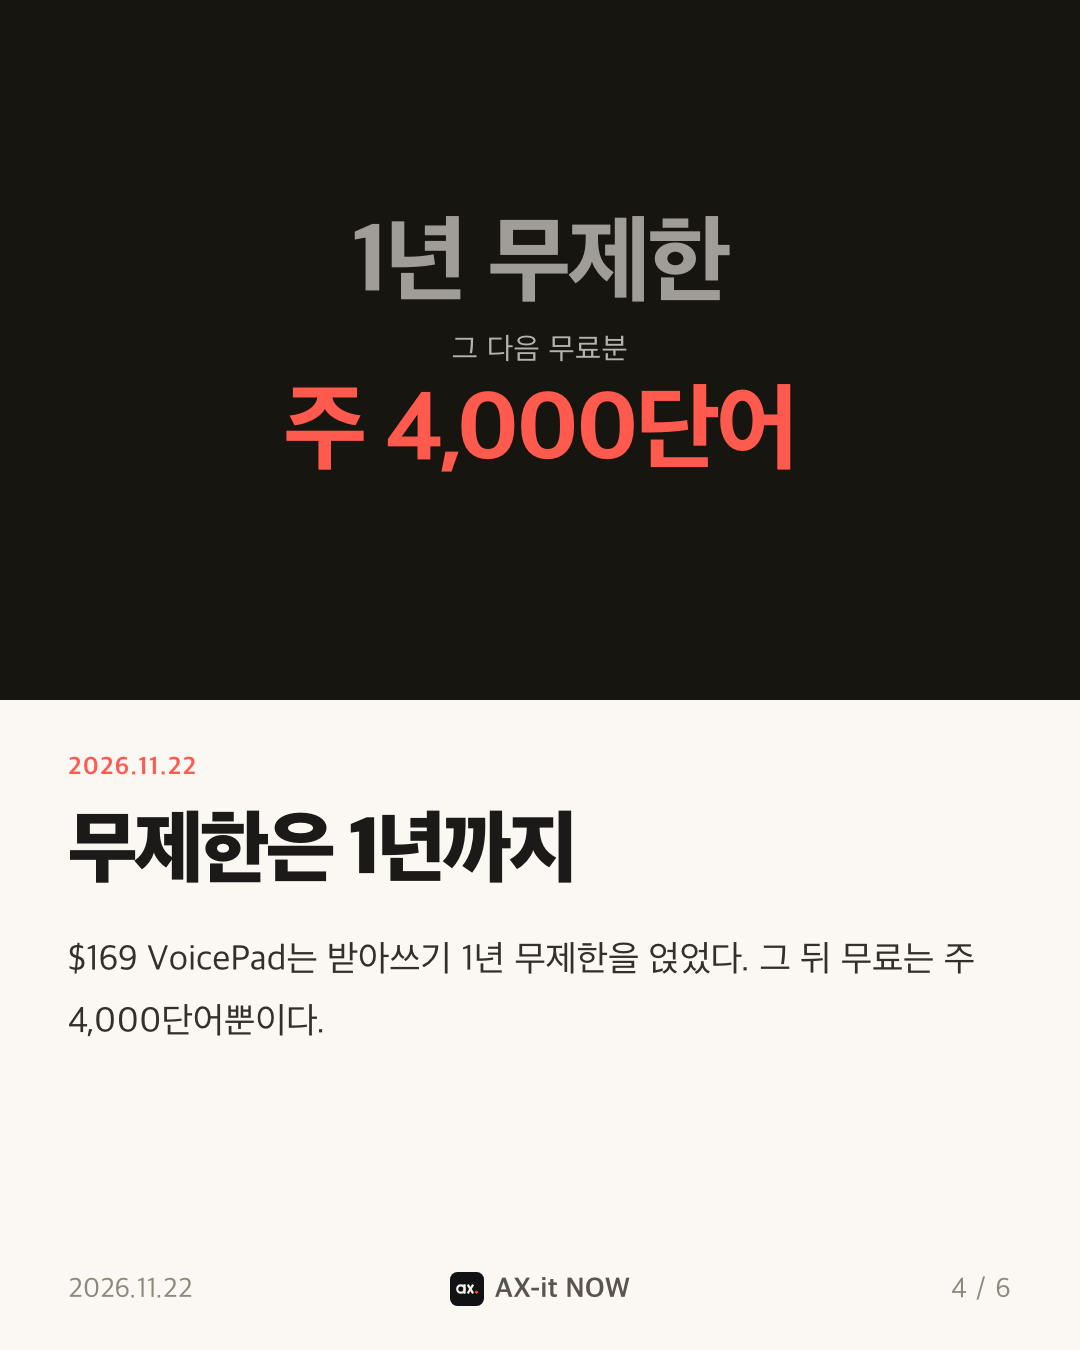 1년 무제한
그 다음 무료분
주 4,000단어
2026.11.22
무제한은 1년까지
$169 VoicePad는 받아쓰기 1년 무제한을 얹었다. 그 뒤 무료는 주
4,000단어뿐이다.
2026.11.22
ax. AX-it NOW
4 / 6